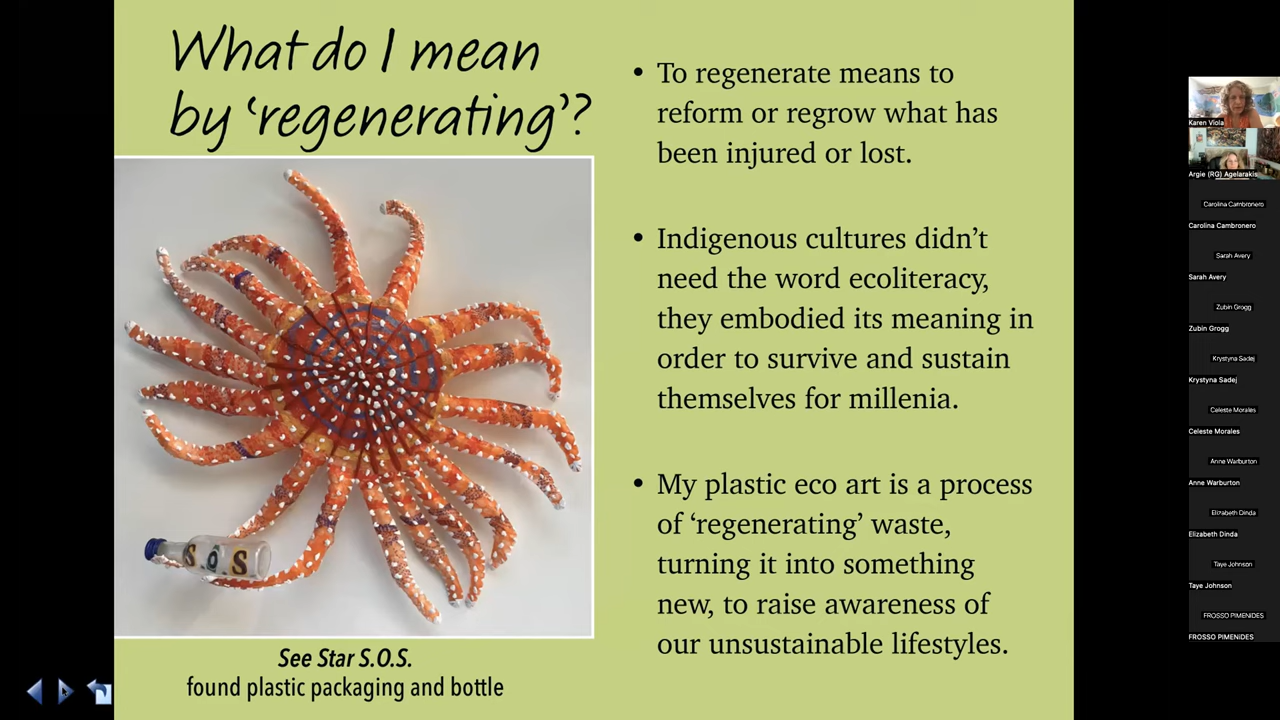 What do I mean
by ‘regenerating’?
• To regenerate means to
reform or regrow what has
been injured or lost.
• Indigenous cultures didn’t
need the word ecoliteracy,
they embodied its meaning in
order to survive and sustain
themselves for millenia.
• My plastic eco art is a process
of ‘regenerating’ waste,
turning it into something
new, to raise awareness of
our unsustainable lifestyles.
SOS
See Star S.O.S.
found plastic packaging and bottle
Karen Viola
Argie (RG) Agelarakis
Carolina Cambronero
Carolina Cambronero
Sarah Avery
Sarah Avery
Zubin Grogg
Zubin Grogg
Krystyna Sadej
Krystyna Sadej
Celeste Morales
Celeste Morales
Anne Warburton
Anne Warburton
Elizabeth Dinda
Elizabeth Dinda
Taye Johnson
Taye Johnson
FROSSO PIMENIDES
FROSSO PIMENIDES